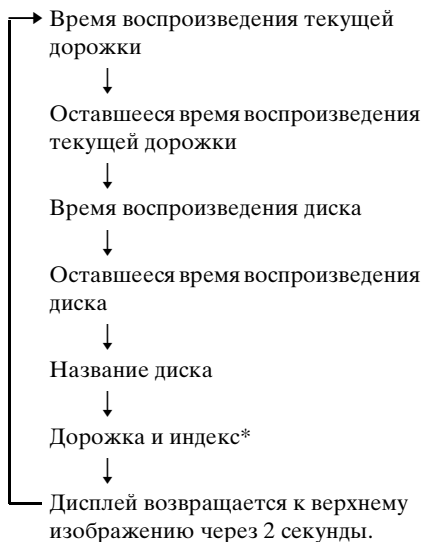 Время воспроизведения текущей
дорожки
Оставшееся время воспроизведения
текущей дорожки
Время воспроизведения диска
Оставшееся время воспроизведения
диска
Название диска
Дорожка и индекс*
Дисплей возвращается к верхнему
изображению через 2 секунды.